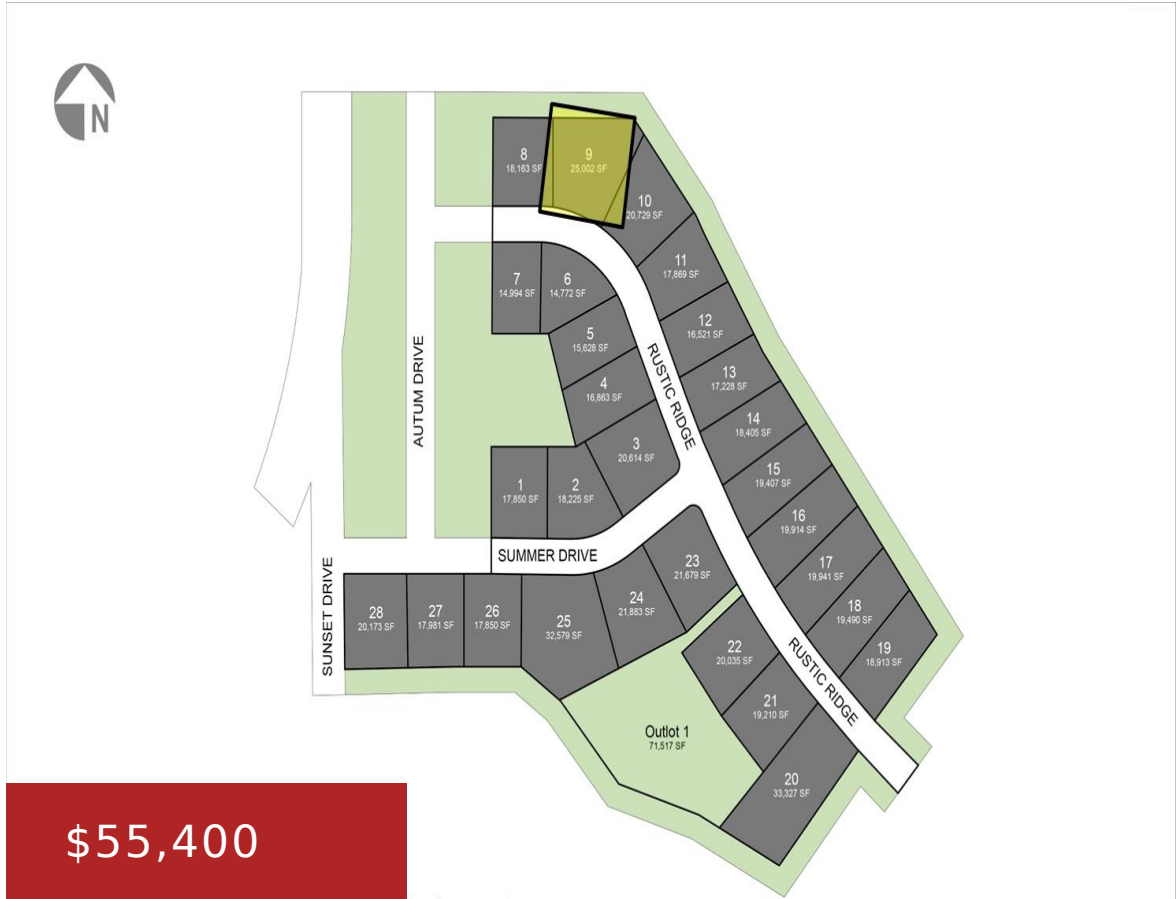 N
8
18,163 SF
9
25,002 SF
10
20,729 SF
7
14,994 SF
6
14,772 SF
11
17,869 SF
5
15,628 SF
12
16,521 SF
4
16,863 SF
13
17,228 SF
AUTUM DRIVE
RUSTIC RIDGE
3
20,614 SF
14
18,405 SF
1
17,850 SF
2
18,225 SF
15
19,407 SF
16
19,914 SF
SUMMER DRIVE
23
21,679 SF
17
19,941 SF
SUNSET DRIVE
28
20,173 SF
27
17,981 SF
26
17,850 SF
25
32,579 SF
24
21,883 SF
18
19,490 SF
22
20,035 SF
19
18,913 SF
RUSTIC RIDGE
21
19,210 SF
Outlot 1
71,517 SF
20
33,327 SF
$55,400